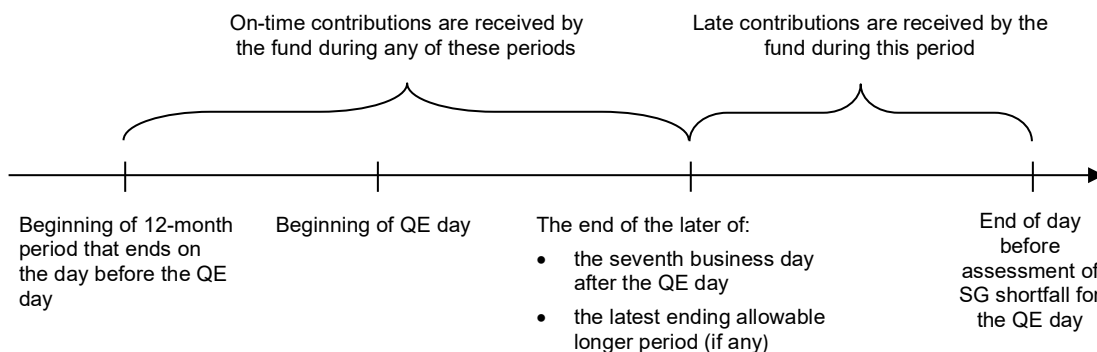 On-time contributions are received by
the fund during any of these periods
Late contributions are received by the
fund during this period
Beginning of 12-month
period that ends on
the day before the QE
day
Beginning of QE day
The end of the later of:
• the seventh business day
after the QE day
• the latest ending allowable
longer period (if any)
End of day
before
assessment of
SG shortfall for
the QE day